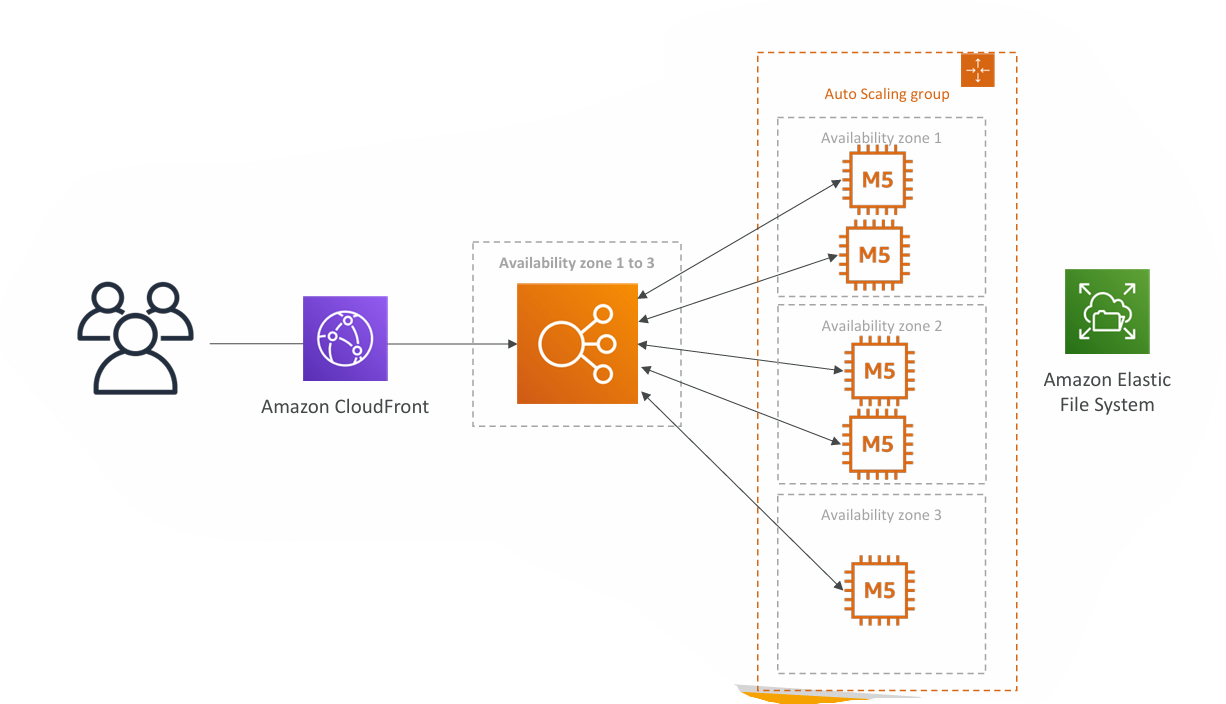 Auto Scaling group
Availability zone 1
M5
M5
Availability zone 1 to 3
Availability zone 2
M5
M5
Amazon CloudFront
Amazon Elastic
File System
Availability zone 3
M5